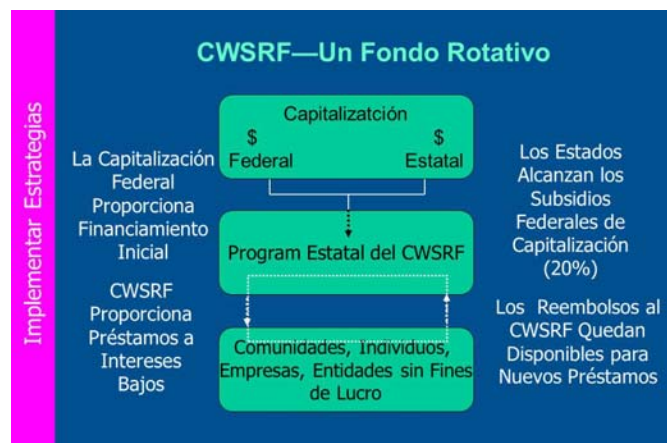 Implementar Estrategias
CWSRF—Un Fondo Rotativo
Capitalizatción
$ $
Federal Estatal
La Capitalización
Federal
Proporciona
Financiamiento
Inicial
Los Estados
Alcanzan los
Subsidios
Federales de
Capitalización
(20%)
Program Estatal del CWSRF
CWSRF
Proporciona
Préstamos a
Intereses
Bajos
Los Reembolsos al
CWSRF Quedan
Disponibles para
Nuevos Préstamos
Comunidades, Individuos,
Empresas, Entidades sin Fines
de Lucro